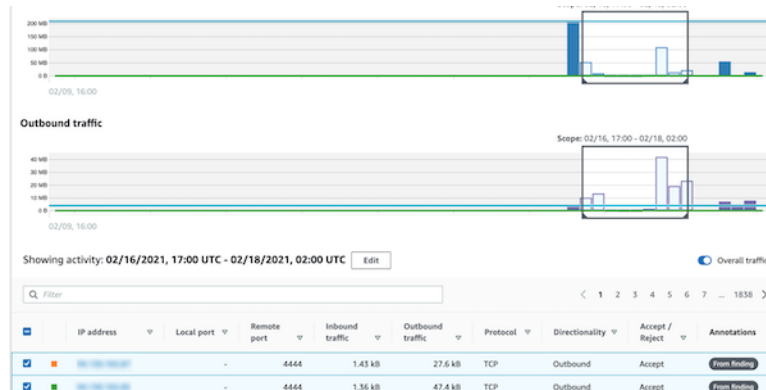 200 MB
150 MB
100 MB
50 MB
0 B
02/09, 16:00
Outbound traffic
Scope: 02/16, 17:00 - 02/18, 02:00
40 MB
30 MB
20 MB
10 MB
0 B
02/09, 16:00
Showing activity: 02/16/2021, 17:00 UTC - 02/18/2021, 02:00 UTC Edit
Overall traffic
Filter
1 2 3 4 5 6 7 ... 1838
IP address Local port Remote port Inbound traffic Outbound traffic Protocol Directionality Accept / Reject Annotations
- 4444 1.43 kB 27.6 kB TCP Outbound Accept From finding
- 4444 1.36 kB 47.4 kB TCP Outbound Accept From finding